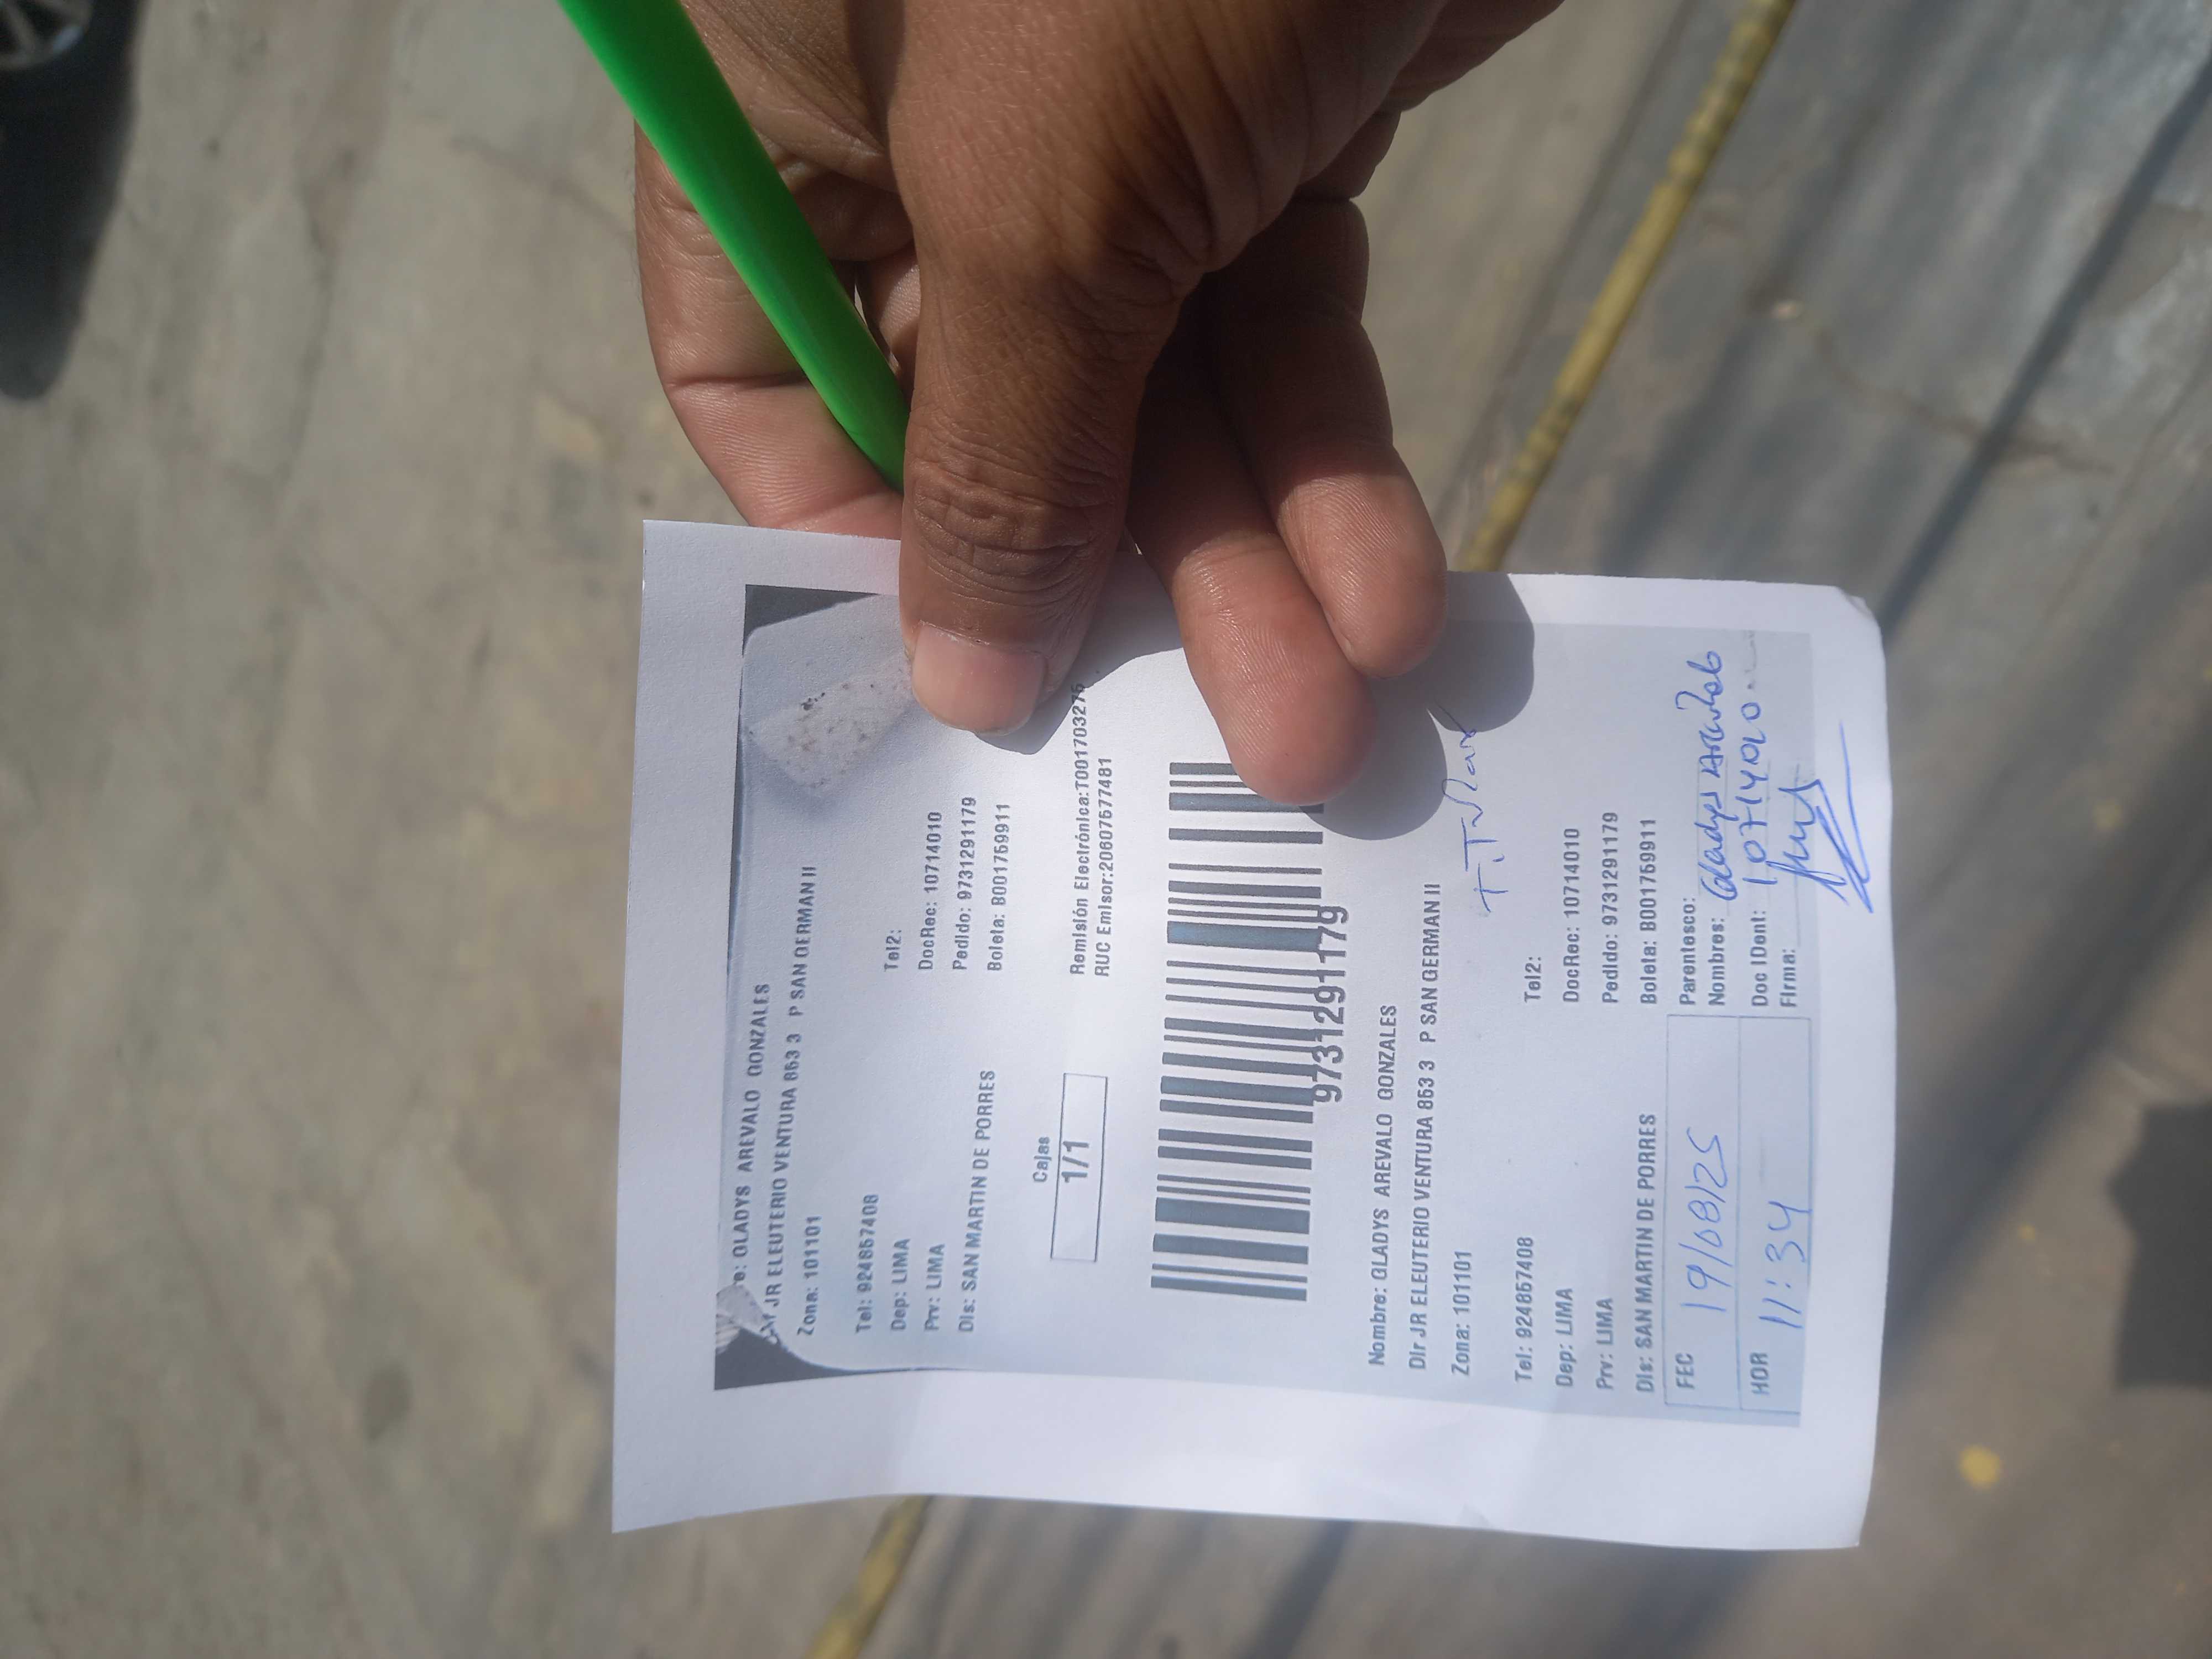 e: GLADYS AREVALO GONZALES
JR ELEUTERIO VENTURA 853 3 P SAN GERMAN II
Zona: 101101
Tel: 924857408 Tel2:
Dep: LIMA DocRec: 10714010
Prv: LIMA Pedido: 9731291179
Dis: SAN MARTIN DE PORRES Boleta: B001759911
Cajas
1/1
Remisión Electrónica:T001703275
RUC Emisor:20607577481
9731291179
Nombre: GLADYS AREVALO GONZALES
Dir JR ELEUTERIO VENTURA 853 3 P SAN GERMAN II
Zona: 101101
Tel: 924857408 Tel2:
Dep: LIMA DocRec: 10714010
Prv: LIMA Pedido: 9731291179
Dis: SAN MARTIN DE PORRES Boleta: B001759911
FEC 19/08/25 Parentesco:
Nombres: Gladys Arevalo
HOR 11:34 Doc IDent: 10714010
Firma: